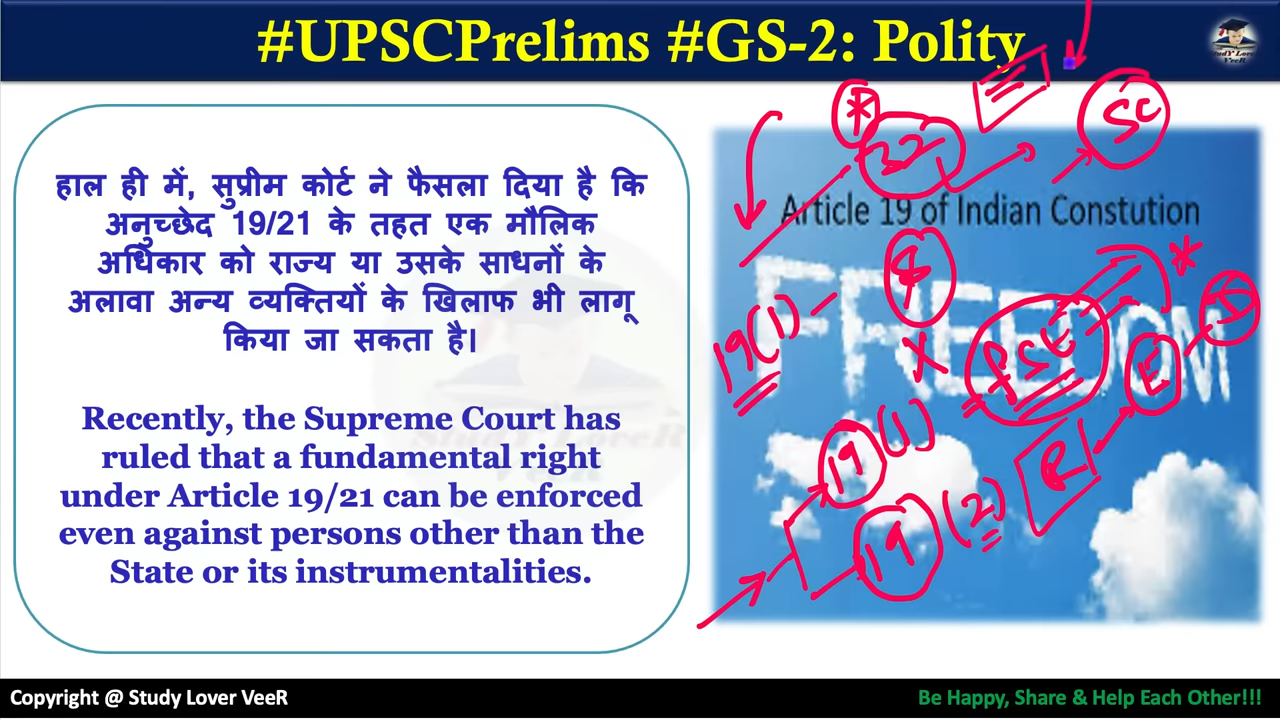 #UPSCPrelims #GS-2: Polity
हाल ही में, सुप्रीम कोर्ट ने फैसला दिया है कि
अनुच्छेद 19/21 के तहत एक मौलिक
अधिकार को राज्य या उसके साधनों के
अलावा अन्य व्यक्तियों के खिलाफ भी लागू
किया जा सकता है।
Recently, the Supreme Court has
ruled that a fundamental right
under Article 19/21 can be enforced
even against persons other than the
State or its instrumentalities.
32
SC
Article 19 of Indian Constution
FREEDOM
19(1)
E
19 (1)
R
19 (2)
Copyright @ Study Lover VeeR
Be Happy, Share & Help Each Other!!!